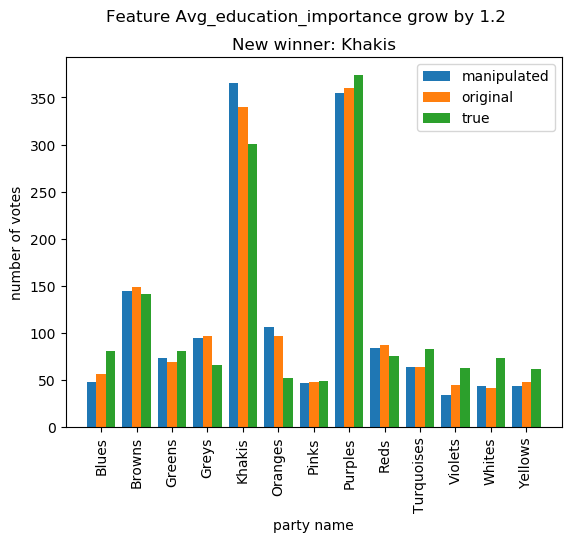 Feature Avg_education_importance grow by 1.2
New winner: Khakis
manipulated
original
true
number of votes
350
300
250
200
150
100
50
0
Blues
Browns
Greens
Greys
Khakis
Oranges
Pinks
Purples
Reds
Turquoises
Violets
Whites
Yellows
party name